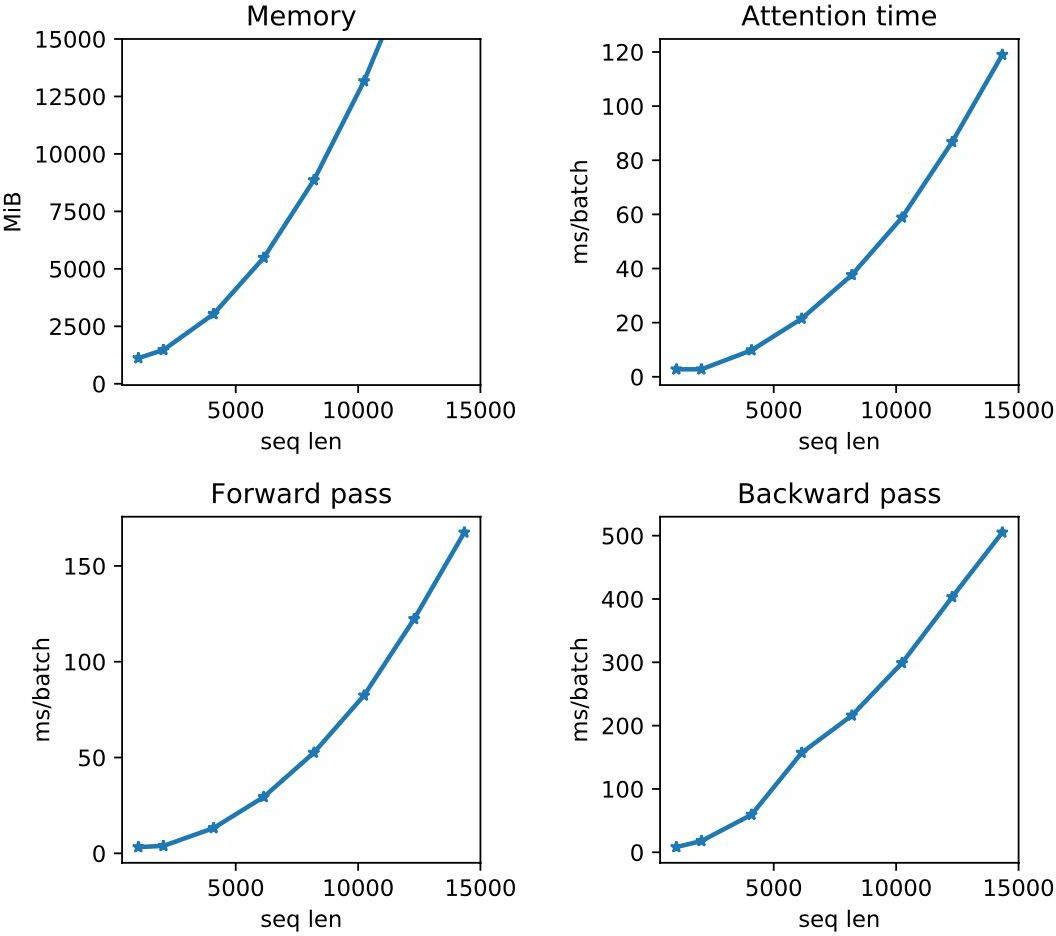 Memory
15000
12500
10000
7500
5000
2500
0
MiB
5000 10000 15000
seq len
Attention time
120
100
80
60
40
20
0
ms/batch
5000 10000 15000
seq len
Forward pass
150
100
50
0
ms/batch
5000 10000 15000
seq len
Backward pass
500
400
300
200
100
0
ms/batch
5000 10000 15000
seq len